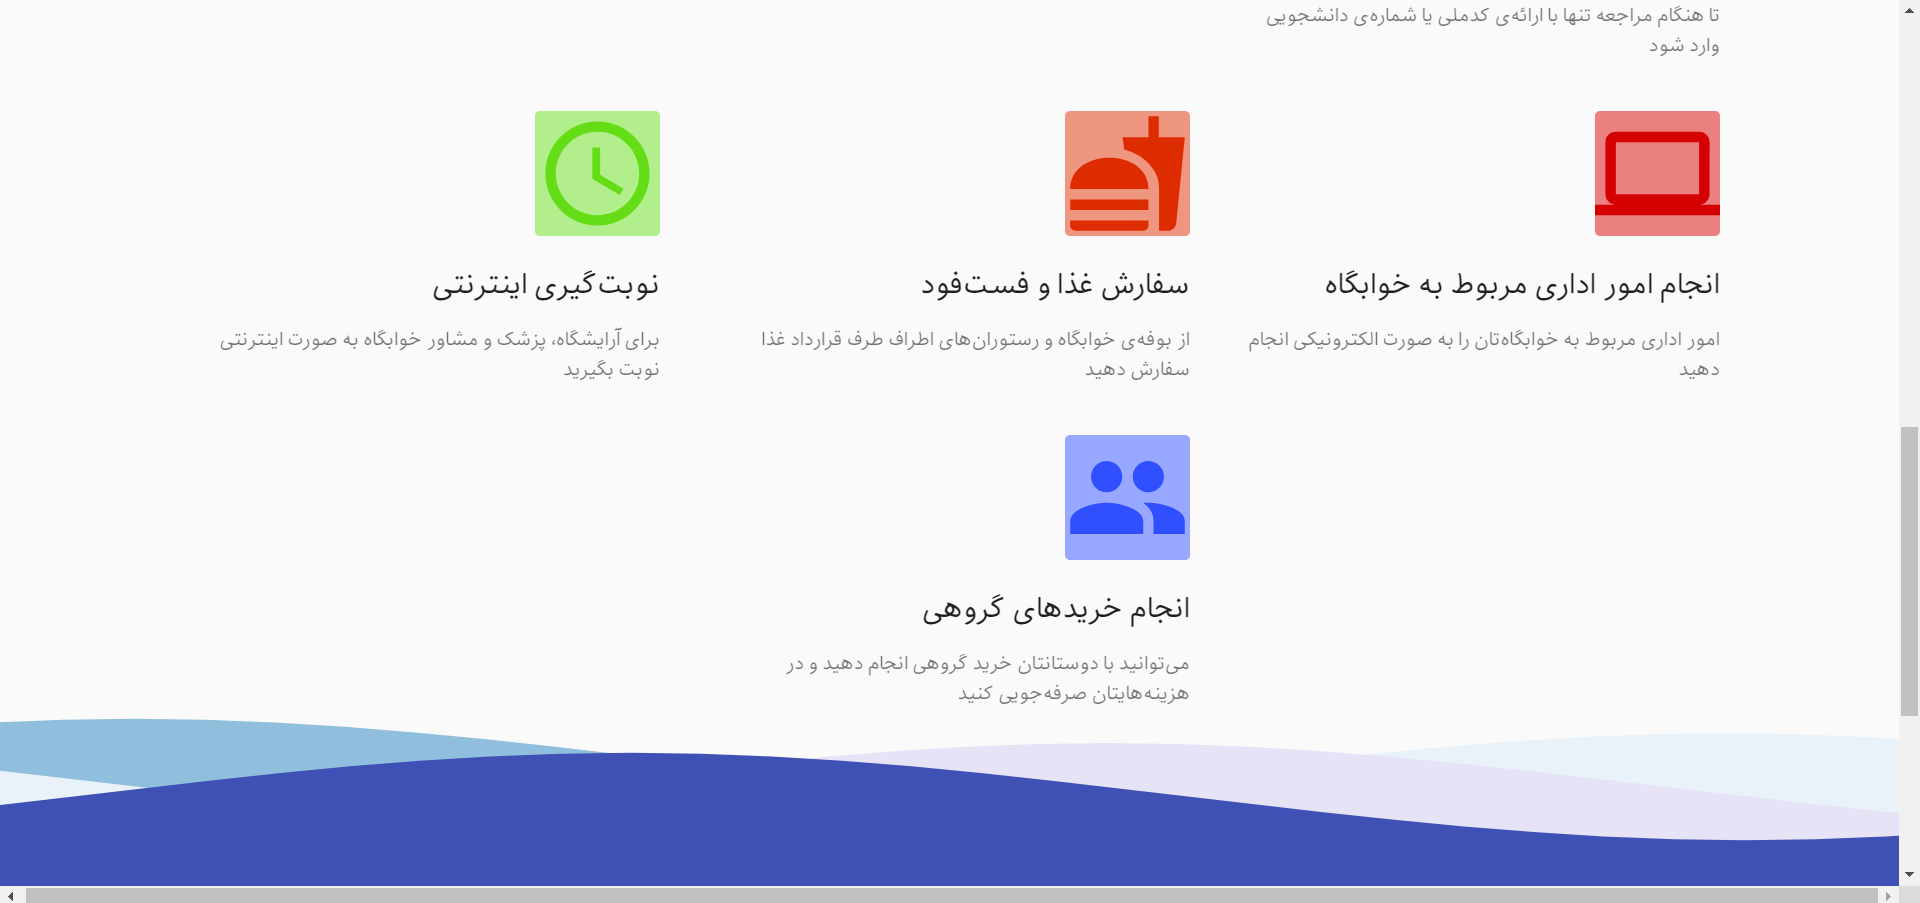 تا هنگام مراجعه تنها با ارائه‌ی کدملی یا شماره‌ی دانشجویی
وارد شود
انجام امور اداری مربوط به خوابگاه
امور اداری مربوط به خوابگاه‌تان را به صورت الکترونیکی انجام
دهید
سفارش غذا و فست‌فود
از بوفه‌ی خوابگاه و رستوران‌های اطراف طرف قرارداد غذا
سفارش دهید
نوبت‌گیری اینترنتی
برای آرایشگاه، پزشک و مشاور خوابگاه به صورت اینترنتی
نوبت بگیرید
انجام خریدهای گروهی
می‌توانید با دوستانتان خرید گروهی انجام دهید و در
هزینه‌هایتان صرفه‌جویی کنید